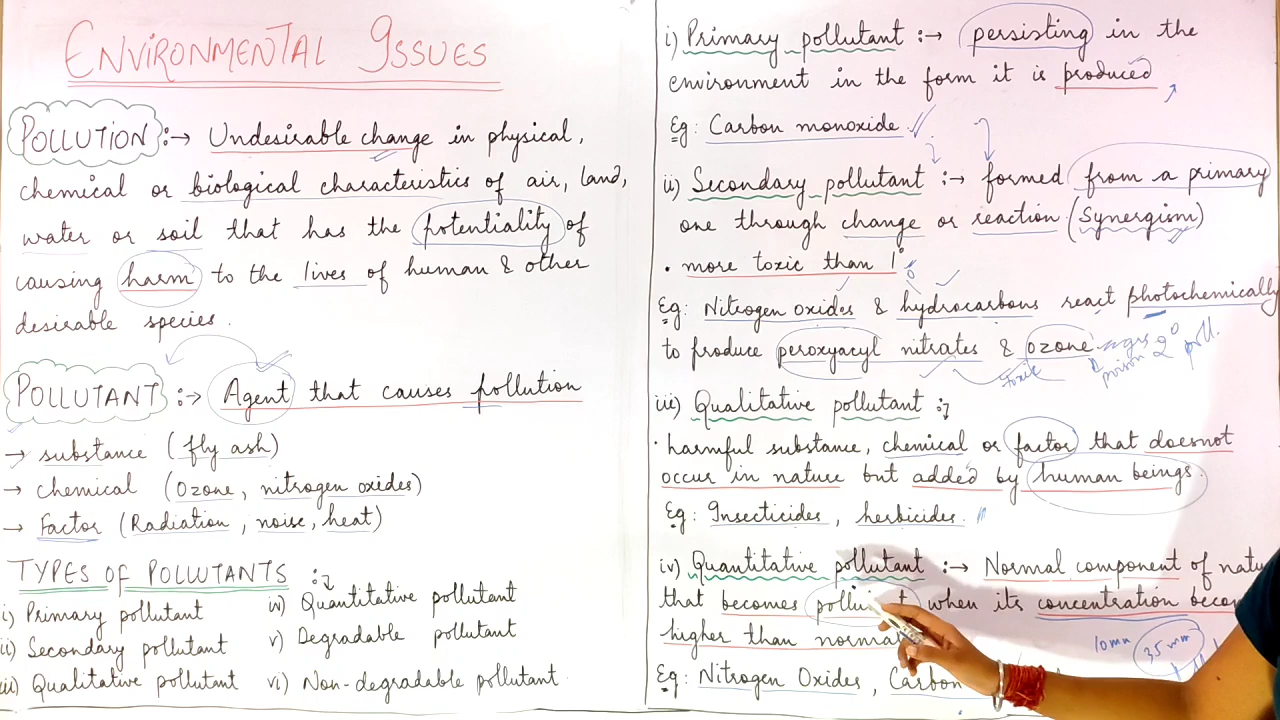 ENVIRONMENTAL ISSUES
POLLUTION :→ Undesirable change in physical,
chemical or biological characteristics of air, land,
water or soil that has the potentiality of
causing harm to the lives of human & other
desirable species.
POLLUTANT :→ Agent that causes pollution
→ substance (fly ash)
→ chemical (Ozone, nitrogen oxides)
→ Factor (Radiation, noise, heat)
TYPES OF POLLUTANTS :↴
i) Primary pollutant
ii) Secondary pollutant
iii) Qualitative pollutant
iv) Quantitative pollutant
v) Degradable pollutant
vi) Non-degradable pollutant
i) Primary pollutant :→ persisting in the
environment in the form it is produced
Eg: Carbon monoxide
ii) Secondary pollutant :→ formed from a primary
one through change or reaction (Synergism)
• more toxic than 1°
Eg: Nitrogen oxides & hydrocarbons react photochemically
to produce peroxyacyl nitrates & ozone
toxic
2° poll.
iii) Qualitative pollutant :↴
• harmful substance, chemical or factor that doesnot
occur in nature but added by human beings.
Eg: Insecticides, herbicides.
iv) Quantitative pollutant :→ Normal component of
that becomes when its concentration
higher than
35 mm
Eg: Nitrogen Oxides, Carbon